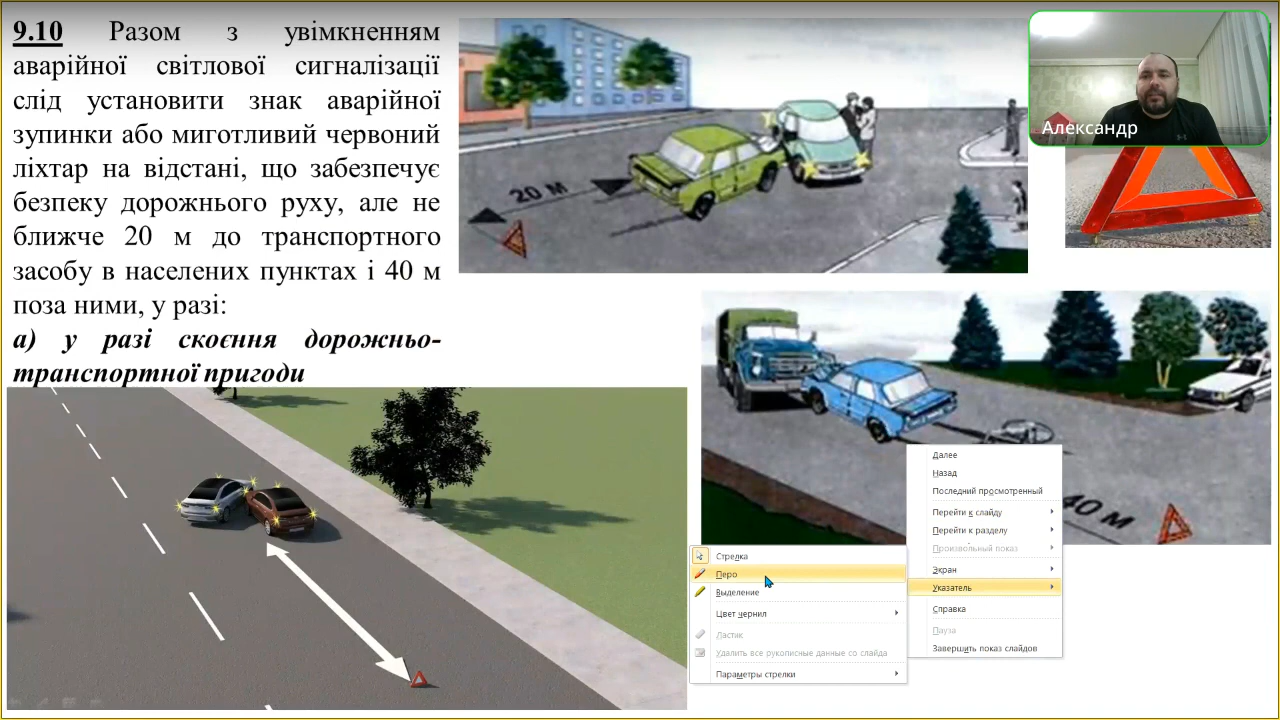 9.10 Разом з увімкненням
аварійної світлової сигналізації
слід установити знак аварійної
зупинки або миготливий червоний
ліхтар на відстані, що забезпечує
безпеку дорожнього руху, але не
ближче 20 м до транспортного
засобу в населених пунктах і 40 м
поза ними, у разі:
а) у разі скоєння дорожньо-
транспортної пригоди
20 м
Александр
40 м
Далее
Назад
Последний просмотренный
Перейти к слайду
Перейти к разделу
Произвольный показ
Экран
Указатель
Справка
Пауза
Завершить показ слайдов
Стрелка
Перо
Выделение
Цвет чернил
Ластик
Удалить все рукописные данные со слайда
Параметры стрелки